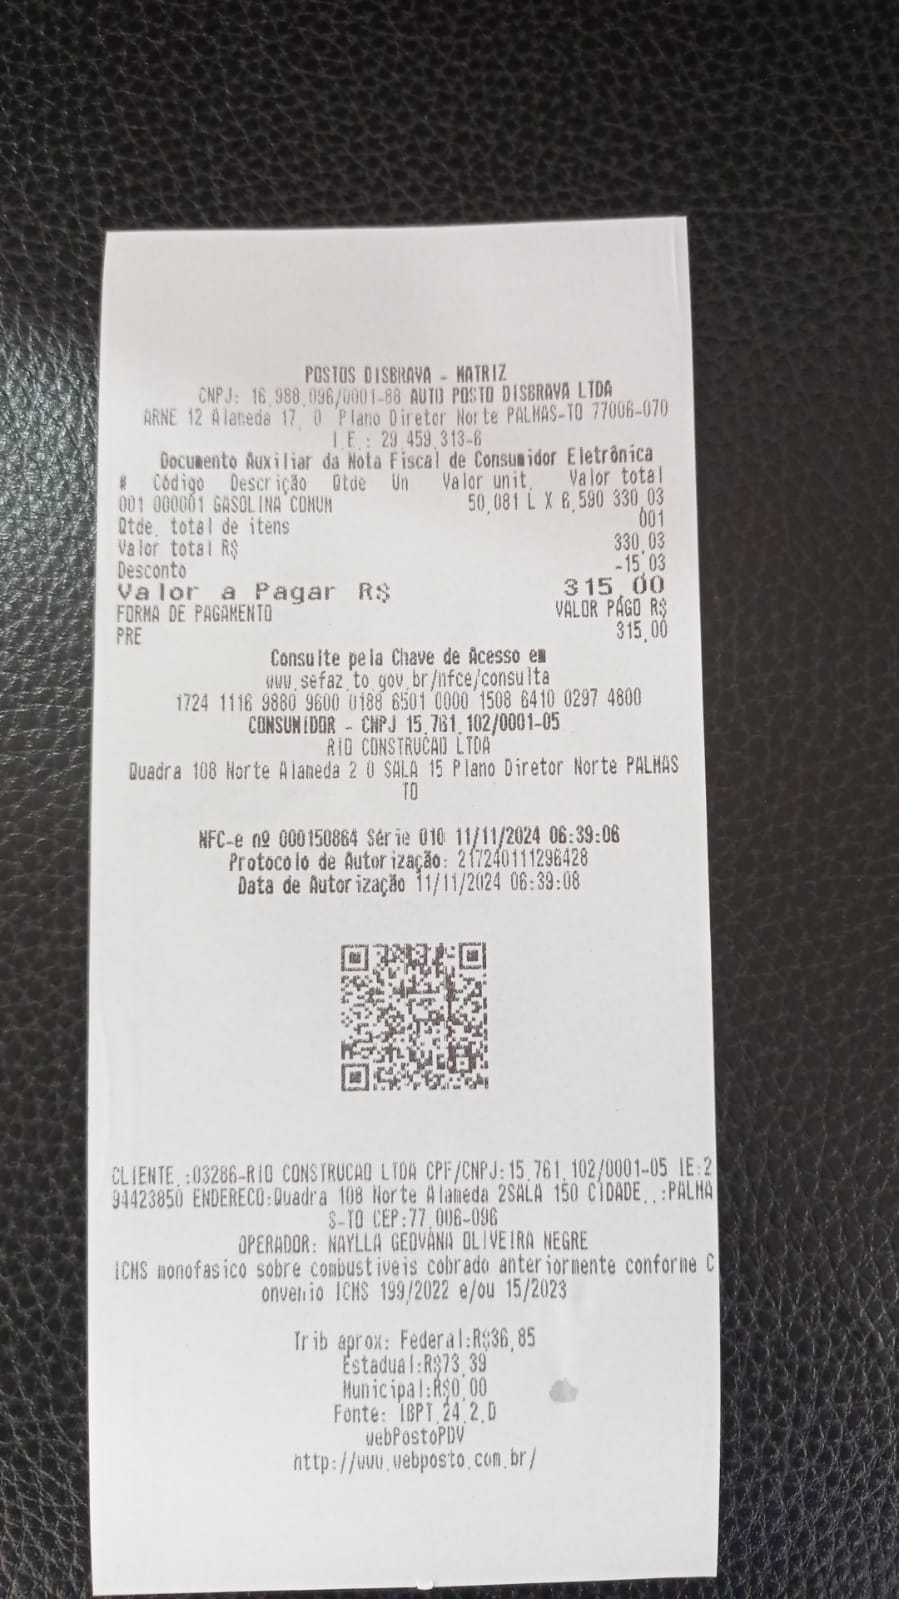 POSTOS DISBRAVA - MATRIZ
CNPJ: 16.988.096/0001-88 AUTO POSTO DISBRAVA LTDA
ARNE 12 Alameda 17, 0 Plano Diretor Norte PALMAS-TO 77006-070
I.E.: 29.459.313-6
Documento Auxiliar da Nota Fiscal de Consumidor Eletrônica
# Código Descrição Qtde Un Valor unit. Valor total
001 000001 GASOLINA COMUM 50,081 L X 6,590 330,03
Qtde. total de itens 001
Valor total R$ 330,03
Desconto -15,03
Valor a Pagar R$ 315,00
FORMA DE PAGAMENTO VALOR PAGO R$
PRE 315,00
Consulte pela Chave de Acesso em
www.sefaz.to.gov.br/nfce/consulta
1724 1116 9880 9600 0188 6501 0000 1508 6410 0297 4800
CONSUMIDOR - CNPJ 15.761.102/0001-05
RIO CONSTRUCAO LTDA
Quadra 108 Norte Alameda 2 0 SALA 15 Plano Diretor Norte PALMAS
TO
NFC-e nº 000150864 Série 010 11/11/2024 06:39:06
Protocolo de Autorização: 217240111296428
Data de Autorização 11/11/2024 06:39:08
CLIENTE.:03286-RIO CONSTRUCAO LTDA CPF/CNPJ:15.761.102/0001-05 IE:2
94423850 ENDERECO:Quadra 108 Norte Alameda 2SALA 150 CIDADE..:PALMA
S-TO CEP:77.006-096
OPERADOR: NAYLLA GEOVANA OLIVEIRA NEGRE
ICMS monofasico sobre combustiveis cobrado anteriormente conforme C
onvenio ICMS 199/2022 e/ou 15/2023
Trib aprox: Federal:R$36,85
Estadual:R$73,39
Municipal:R$0,00
Fonte: IBPT 24.2.D
webPostoPDV
http://www.webposto.com.br/